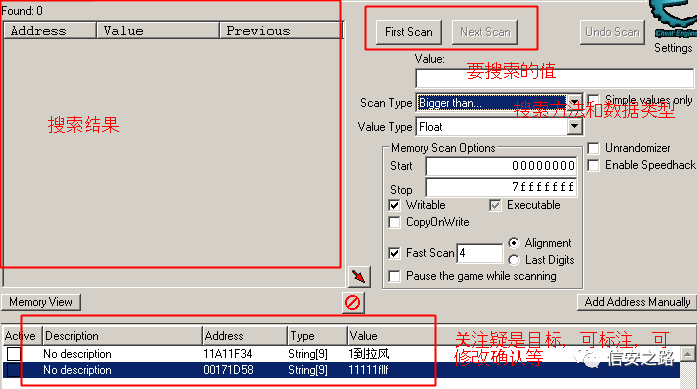 Found: 0
Address Value Previous
First Scan Next Scan Undo Scan
Cheat Engine
Settings
Value:
要搜索的值
Scan Type Bigger than... Simple values only
搜索方法和数据类型
Value Type Float
搜索结果
Memory Scan Options
Unrandomizer
Start 00000000
Enable Speedhack
Stop 7fffffff
Writable Executable
CopyOnWrite
Fast Scan 4 Alignment
Last Digits
Pause the game while scanning
Memory View Add Address Manually
Active Description Address Type Value
No description 11A11F34 String[9] 1到拉风
No description 00171D58 String[9] 11111flf
关注疑是目标，可标注，可
修改确认等
信安之路